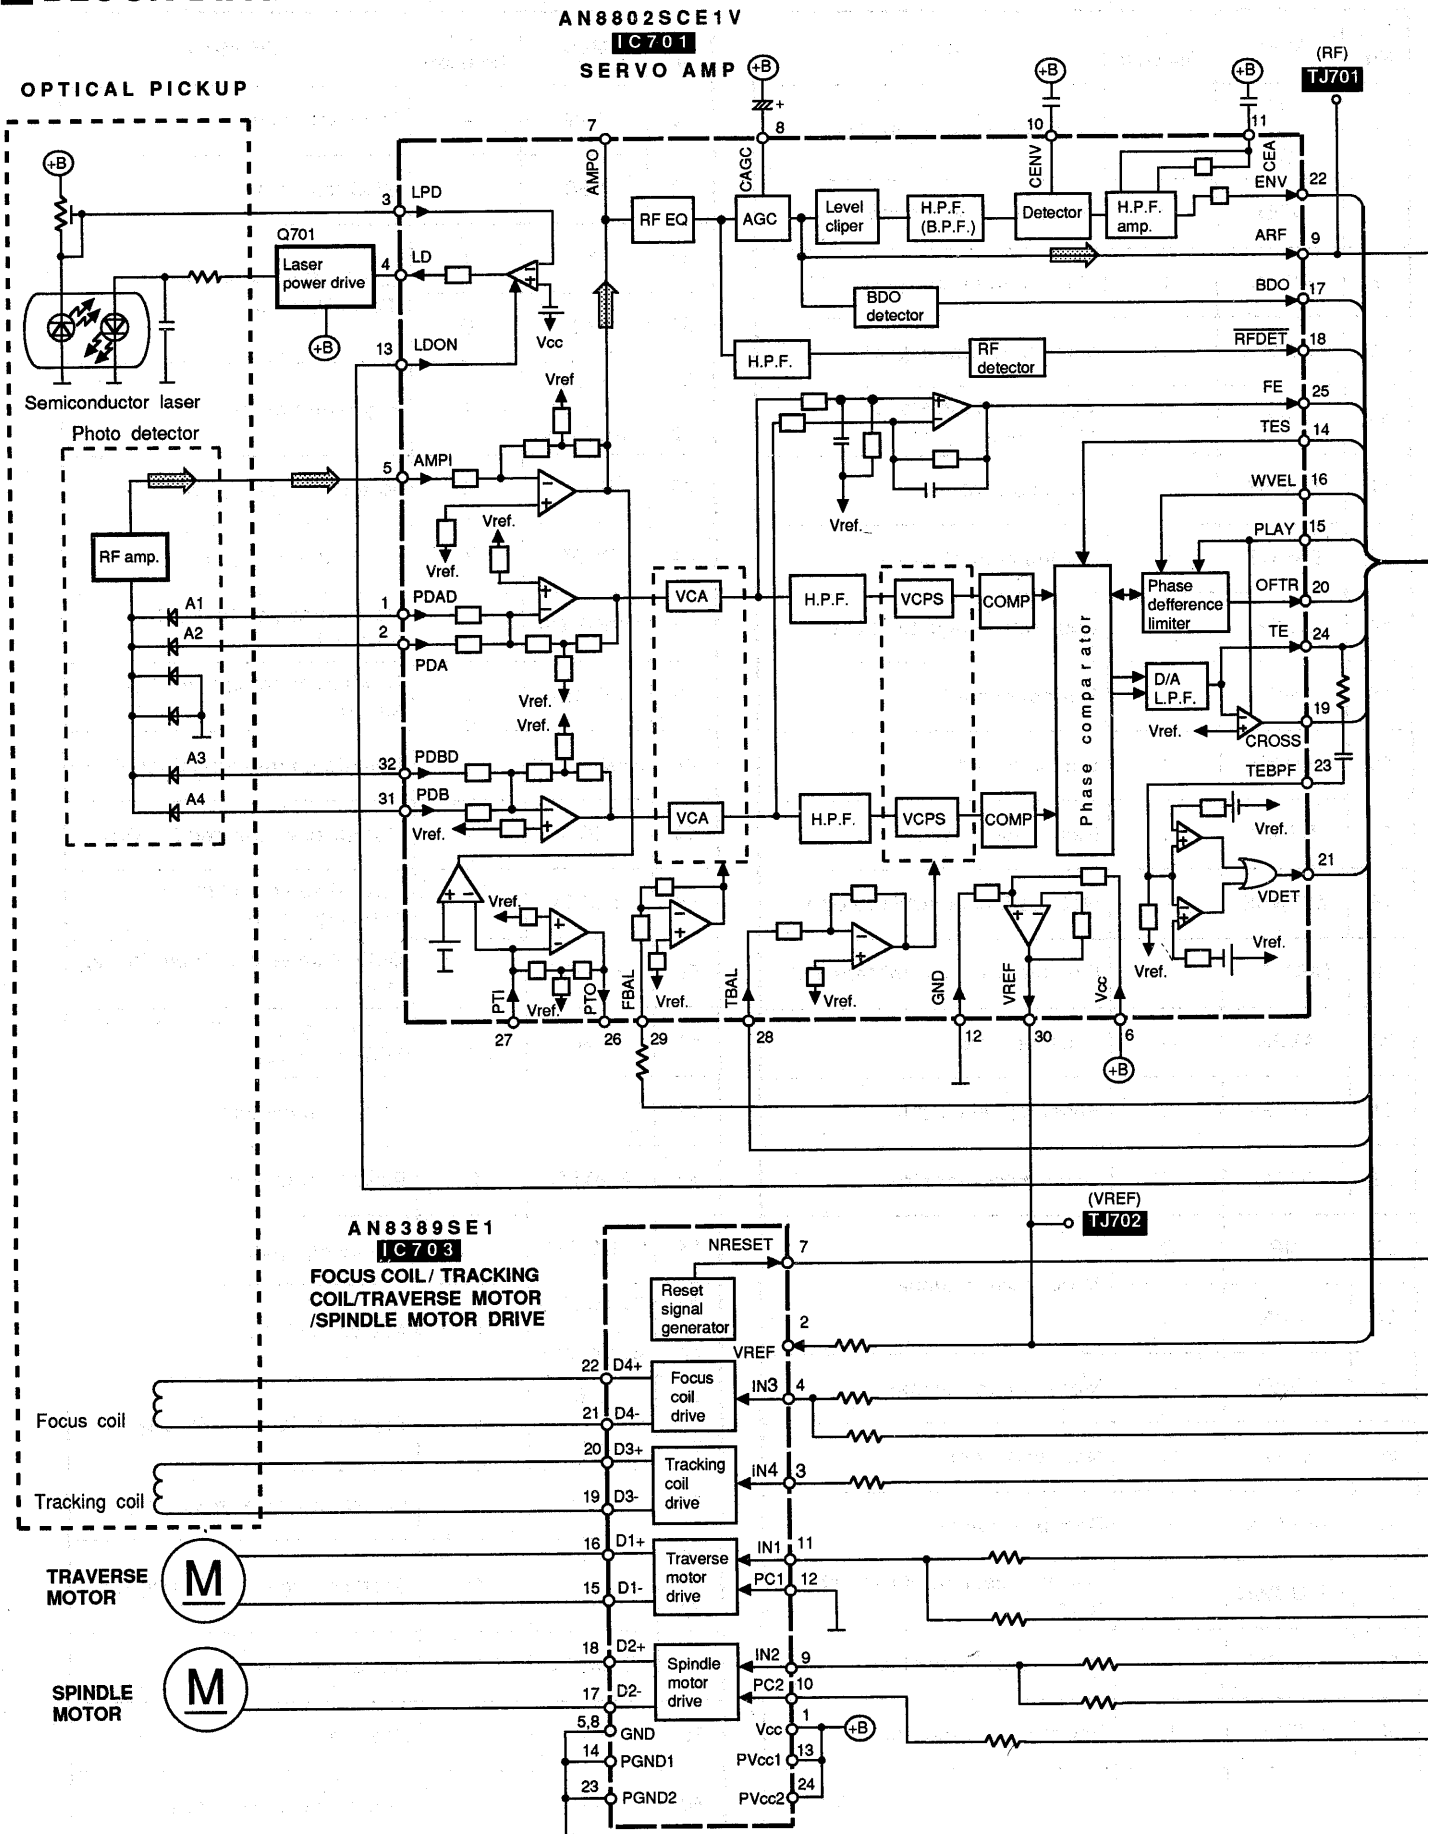 AN8802SCE1V
IC701
SERVO AMP
+B
+B
+B
(RF)
TJ701
OPTICAL PICKUP
+
7
8
10
11
+B
AMPO
CAGC
CENV
CEA
3
LPD
ENV
22
RF EQ
AGC
Level
cliper
H.P.F.
(B.P.F.)
Detector
H.P.F.
amp.
Q701
Laser
power drive
4
LD
ARF
9
+B
Vcc
BDO
17
BDO
detector
13
LDON
RFDET
18
H.P.F.
RF
detector
Semiconductor laser
Vref
FE
25
Photo detector
TES
14
5
AMPI
WVEL
16
Vref.
Vref.
PLAY
15
RF amp.
Vref.
VCA
H.P.F.
VCPS
COMP
Phase comparator
Phase
defference
limiter
OFTR
20
A1
1
PDAD
A2
2
PDA
TE
24
Vref.
D/A
L.P.F.
Vref.
Vref.
19
CROSS
A3
32
PDBD
TEBPF
23
A4
31
PDB
Vref.
VCA
H.P.F.
VCPS
COMP
Vref.
21
VDET
Vref.
Vref.
Vref.
PTI
Vref.
PTO
FBAL
Vref.
TBAL
Vref.
GND
VREF
Vcc
27
26
29
28
12
30
6
+B
(VREF)
TJ702
AN8389SE1
IC703
FOCUS COIL/ TRACKING
COIL/TRAVERSE MOTOR
/SPINDLE MOTOR DRIVE
NRESET
7
Reset
signal
generator
2
VREF
22
D4+
Focus
coil
drive
IN3
4
Focus coil
21
D4-
20
D3+
Tracking
coil
drive
IN4
3
Tracking coil
19
D3-
16
D1+
Traverse
motor
drive
IN1
11
TRAVERSE
MOTOR
M
15
D1-
PC1
12
18
D2+
Spindle
motor
drive
IN2
9
SPINDLE
MOTOR
M
17
D2-
PC2
10
5,8
GND
Vcc
1
+B
14
PGND1
PVcc1
13
23
PGND2
PVcc2
24